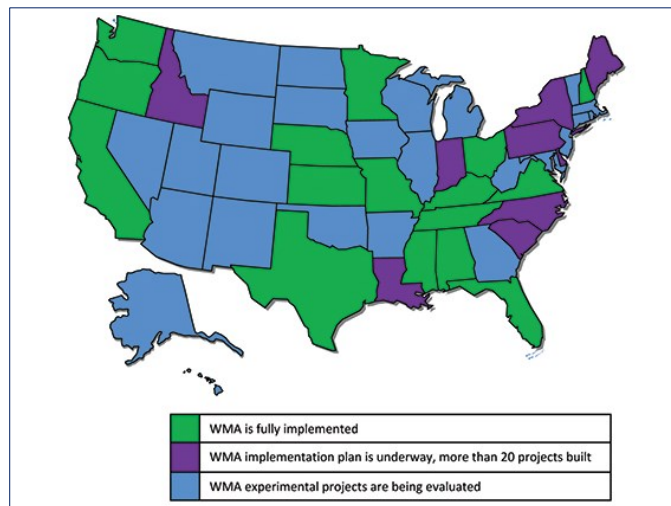 WMA is fully implemented
WMA implementation plan is underway, more than 20 projects built
WMA experimental projects are being evaluated